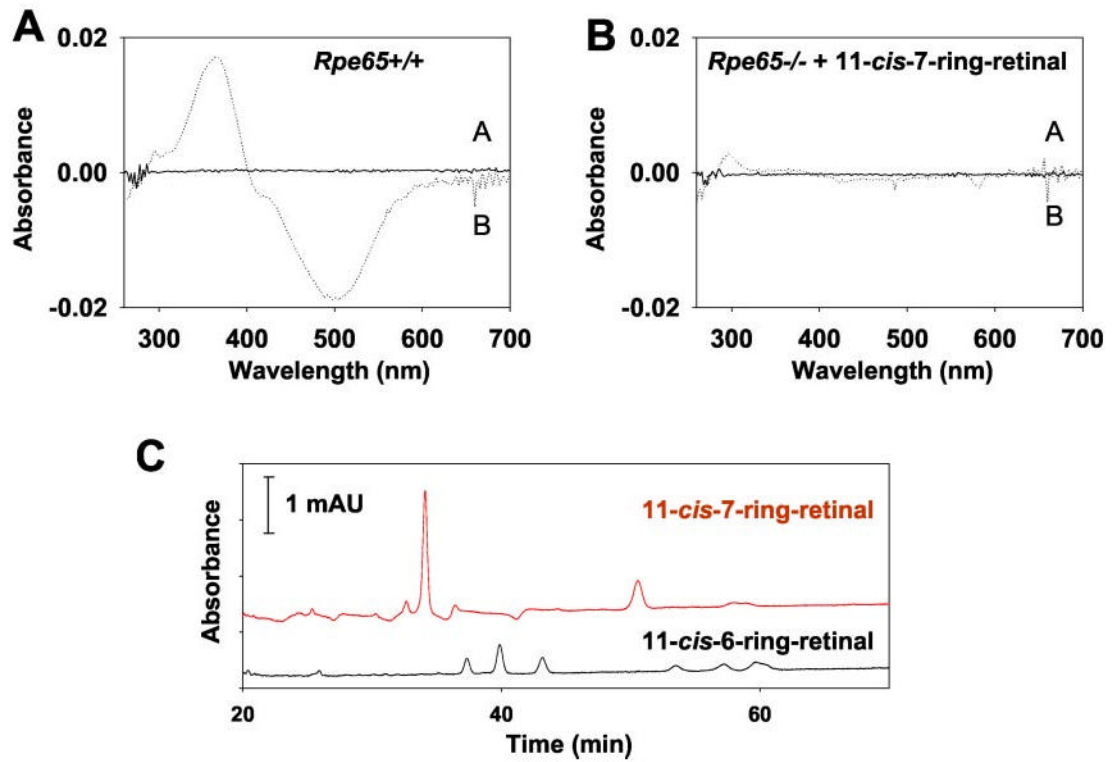 A
B
0.02
0.00
-0.02
Absorbance
Rpe65+/+
A
B
300 400 500 600 700
Wavelength (nm)
0.02
0.00
-0.02
Absorbance
Rpe65-/- + 11-cis-7-ring-retinal
A
B
300 400 500 600 700
Wavelength (nm)
C
1 mAU
11-cis-7-ring-retinal
11-cis-6-ring-retinal
Absorbance
20 40 60
Time (min)